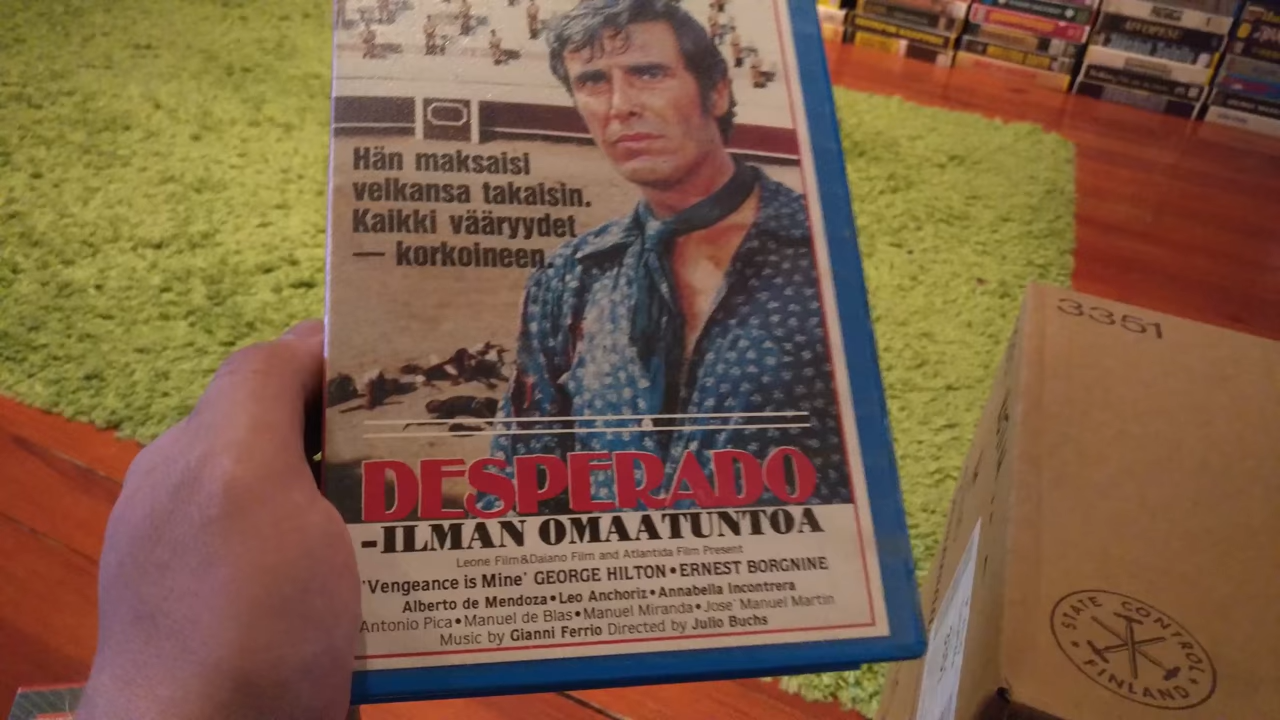 Hän maksaisi
velkansa takaisin.
Kaikki vääryydet
— korkoineen.
DESPERADO
-ILMAN OMAATUNTOA
Leone Film&Daiano Film and Atlantida Film Present
'Vengeance is Mine' GEORGE HILTON•ERNEST BORGNINE
Alberto de Mendoza•Leo Anchoriz•Annabella Incontrera
Antonio Pica•Manuel de Blas•Manuel Miranda•Jose' Manuel Martin
Music by Gianni Ferrio Directed by Julio Buchs
3351
STATE CONTROL
FINLAND